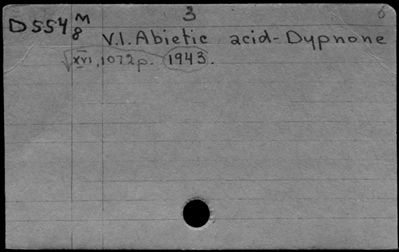 3 6
D554 M
8
V.1. Abietic acid-Dypnone
xvi, 1072p. 1943.